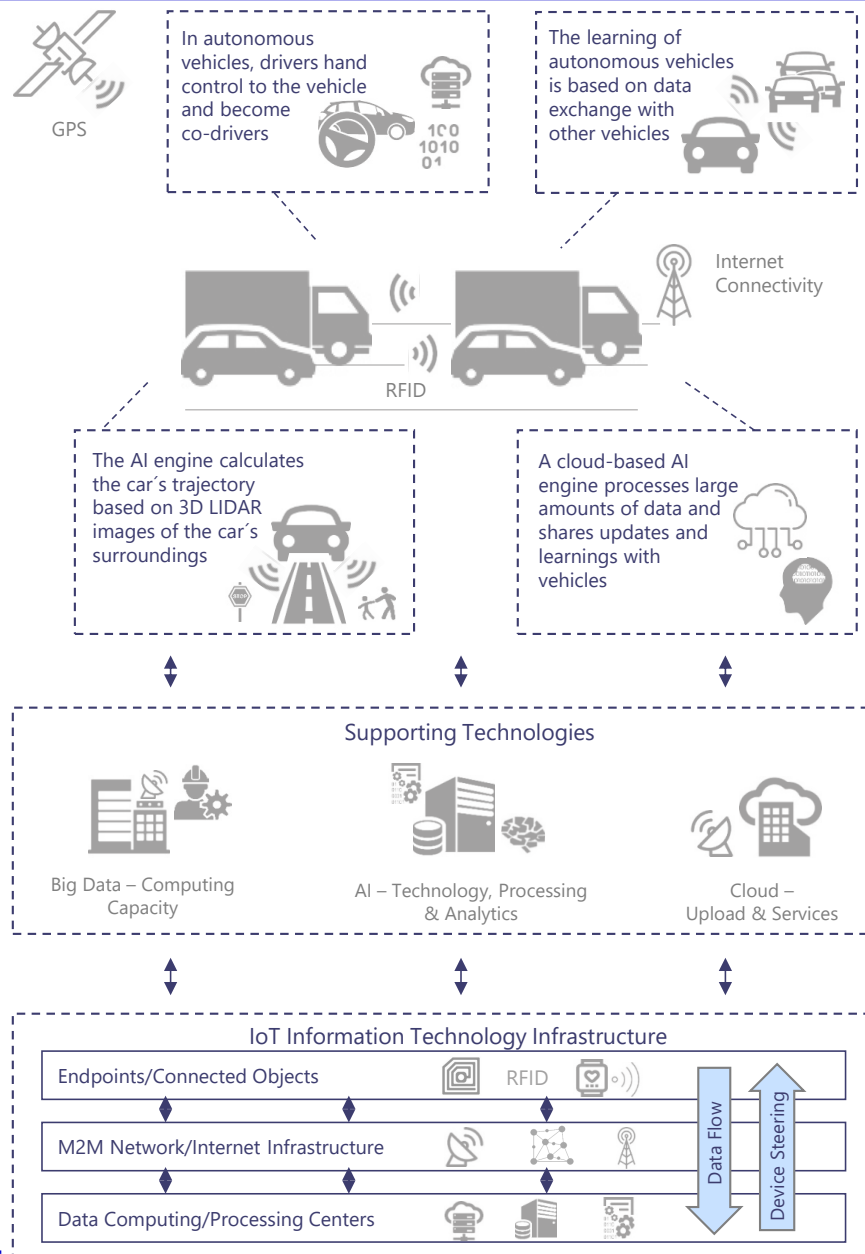 GPS
In autonomous
vehicles, drivers hand
control to the vehicle
and become
co-drivers
100
1010
01
The learning of
autonomous vehicles
is based on data
exchange with
other vehicles
Internet
Connectivity
RFID
The AI engine calculates
the car´s trajectory
based on 3D LIDAR
images of the car´s
surroundings
STOP
A cloud-based AI
engine processes large
amounts of data and
shares updates and
learnings with
vehicles
Supporting Technologies
Big Data – Computing
Capacity
AI – Technology, Processing
& Analytics
Cloud –
Upload & Services
IoT Information Technology Infrastructure
Endpoints/Connected Objects
RFID
M2M Network/Internet Infrastructure
Data Computing/Processing Centers
Data Flow
Device Steering